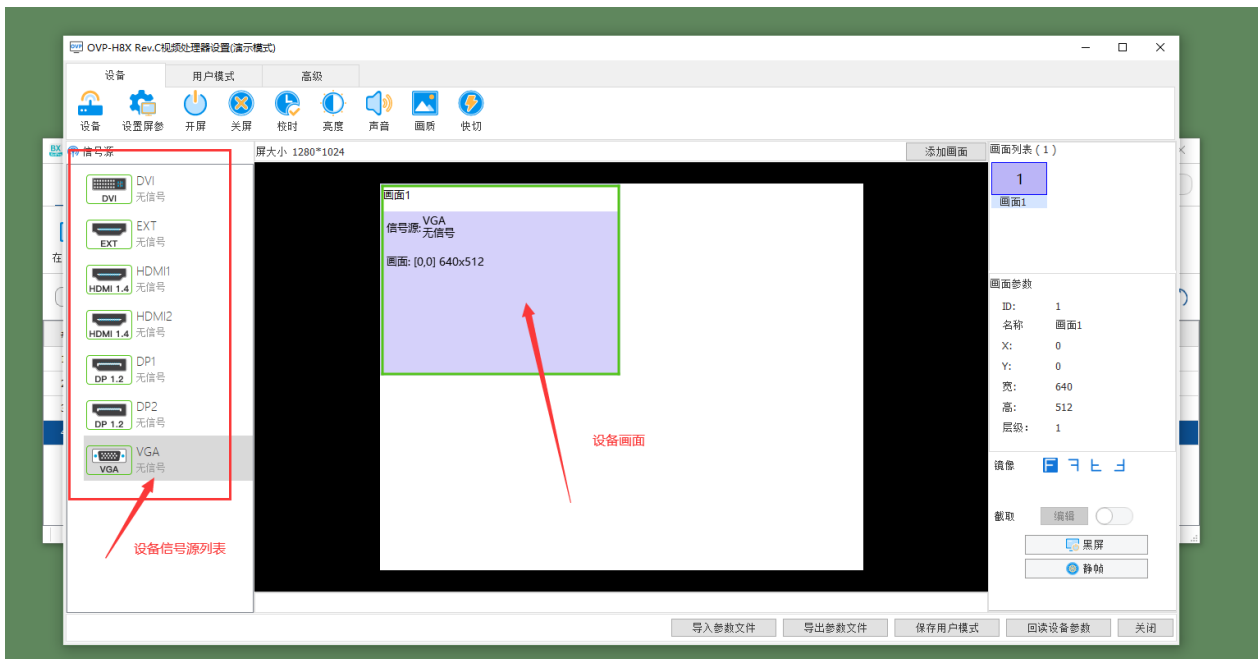 OVP-H8X Rev.C视频处理器设置(演示模式)
设备 用户模式 高级
设备 设置屏参 开屏 关屏 校时 亮度 声音 画质 快切
信号源
屏大小 1280*1024
添加画面
画面列表(1)
DVI
DVI
无信号
EXT
EXT
无信号
HDMI1
HDMI 1.4
无信号
HDMI2
HDMI 1.4
无信号
DP1
DP 1.2
无信号
DP2
DP 1.2
无信号
VGA
VGA
无信号
设备信号源列表
画面1
信号源: VGA
无信号
画面: [0,0] 640x512
设备画面
1
画面1
画面参数
ID: 1
名称 画面1
X: 0
Y: 0
宽: 640
高: 512
层级: 1
镜像
截取 编辑
黑屏
静帧
导入参数文件 导出参数文件 保存用户模式 回读设备参数 关闭
BX
在